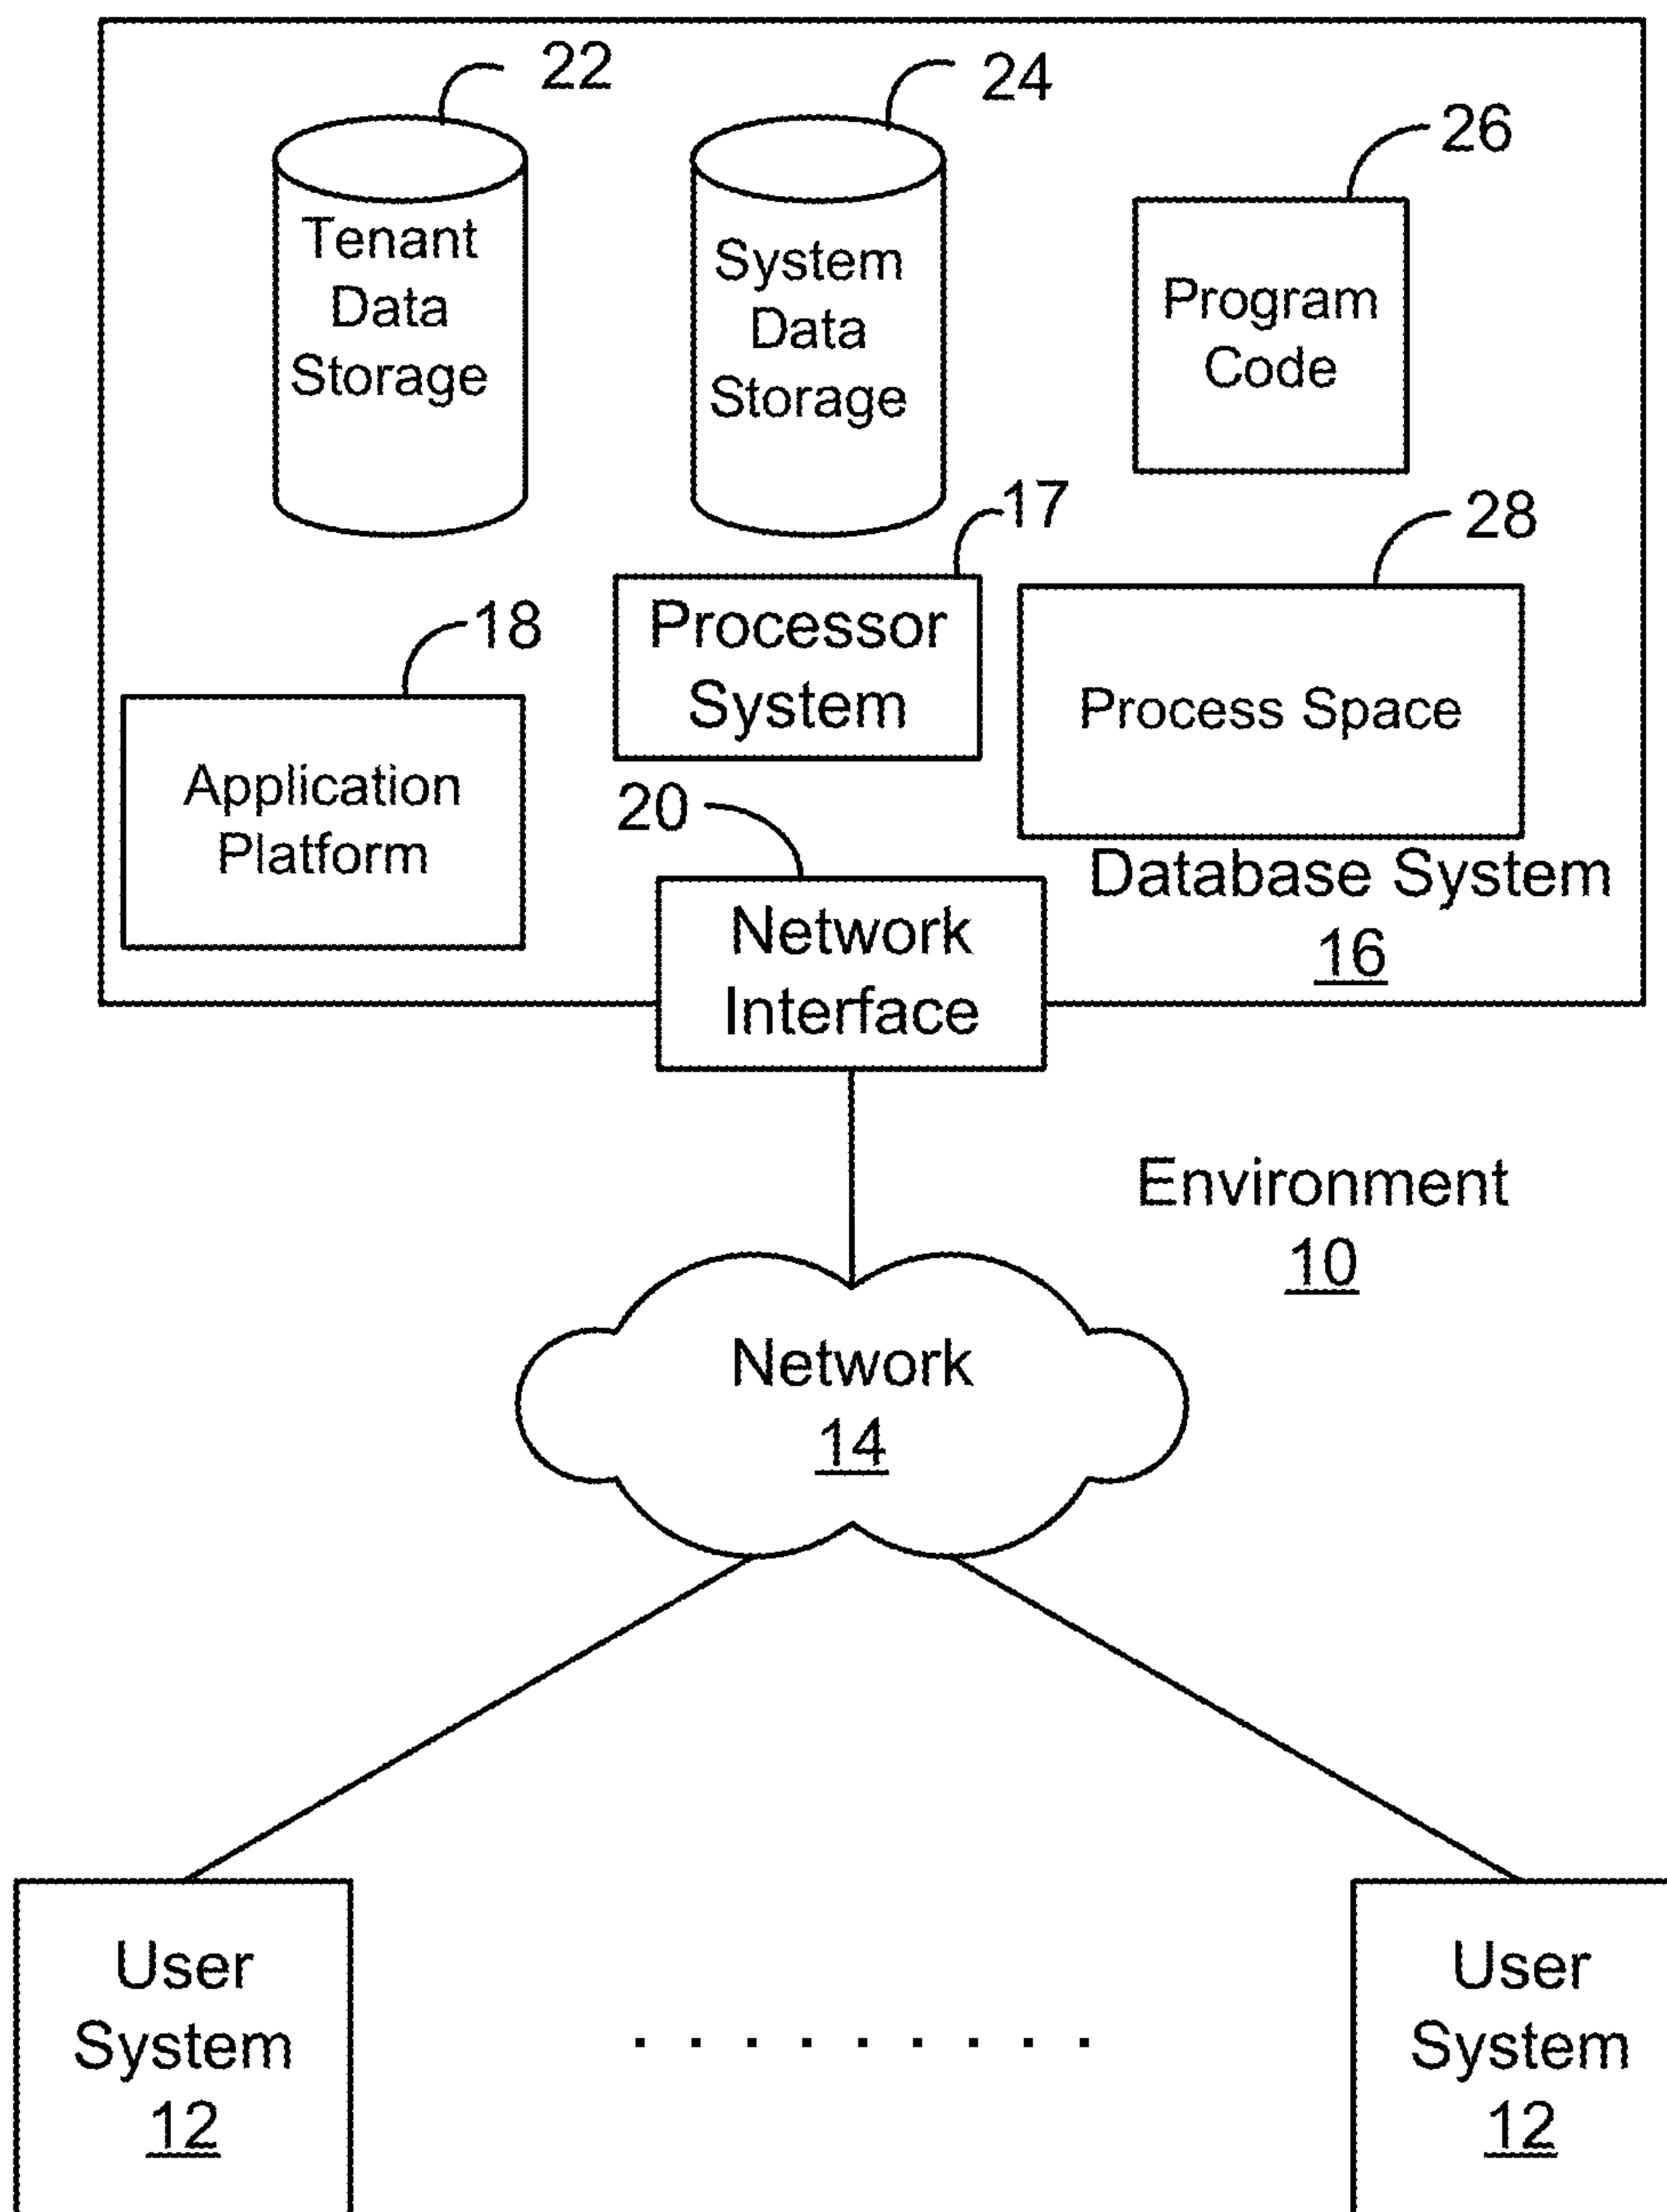 22
24
26
Tenant
Data
Storage
System
Data
Storage
Program
Code
17
28
18
Processor
System
Process Space
Application
Platform
20
Database System
16
Network
Interface
Environment
10
Network
14
User
System
12
User
System
12